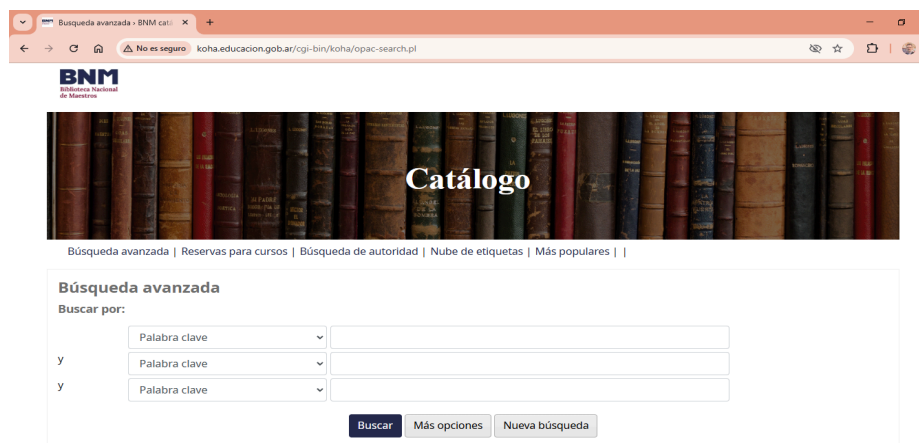 Busqueda avanzada › BNM catá
No es seguro koha.educacion.gob.ar/cgi-bin/koha/opac-search.pl
BNM
Biblioteca Nacional
de Maestros
Catálogo
Búsqueda avanzada | Reservas para cursos | Búsqueda de autoridad | Nube de etiquetas | Más populares | |
Búsqueda avanzada
Buscar por:
Palabra clave
y Palabra clave
y Palabra clave
Buscar Más opciones Nueva búsqueda